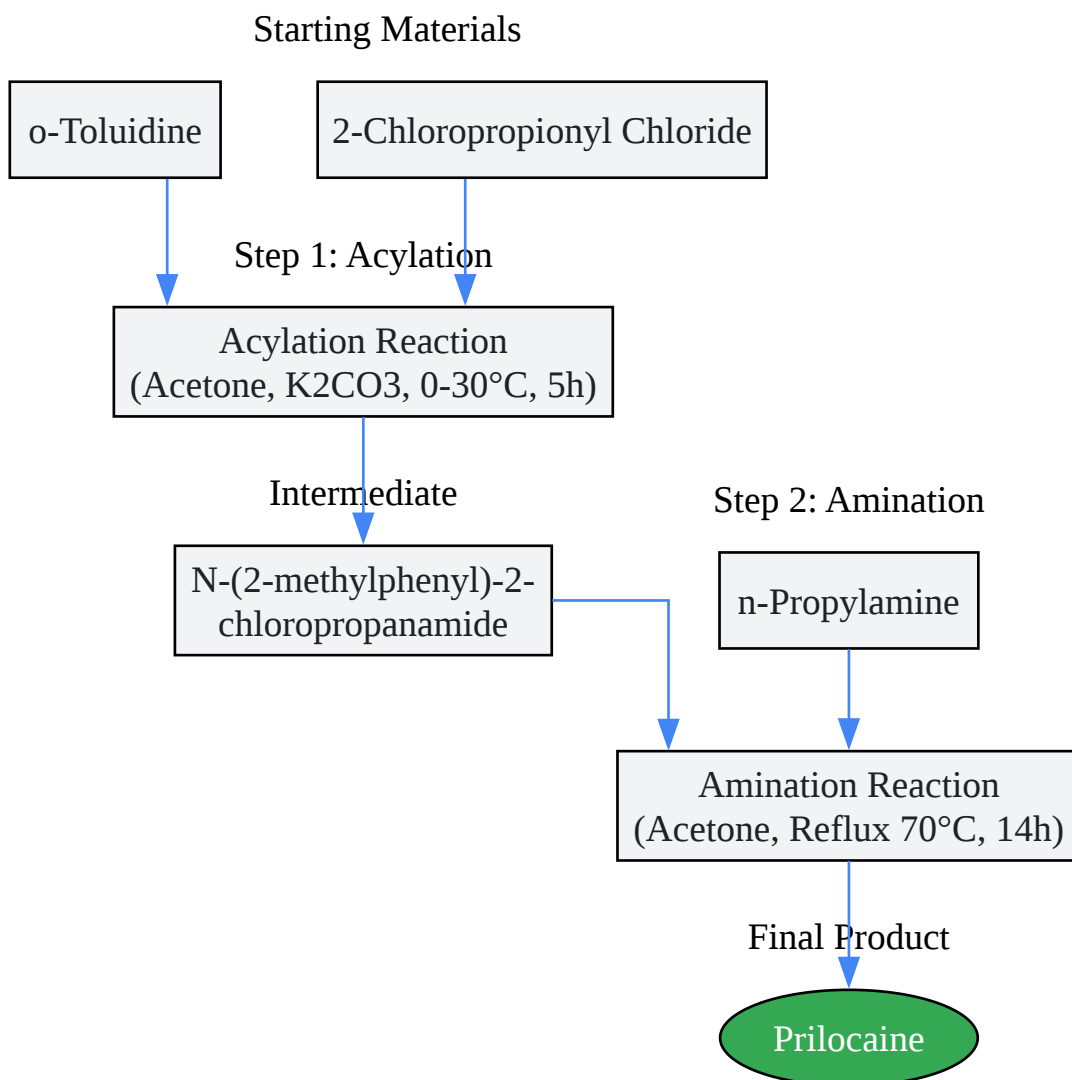 Starting Materials
o-Toluidine
2-Chloropropionyl Chloride
Step 1: Acylation
Acylation Reaction
(Acetone, K2CO3, 0-30°C, 5h)
Intermediate
N-(2-methylphenyl)-2-
chloropropanamide
Step 2: Amination
n-Propylamine
Amination Reaction
(Acetone, Reflux 70°C, 14h)
Final Product
Prilocaine